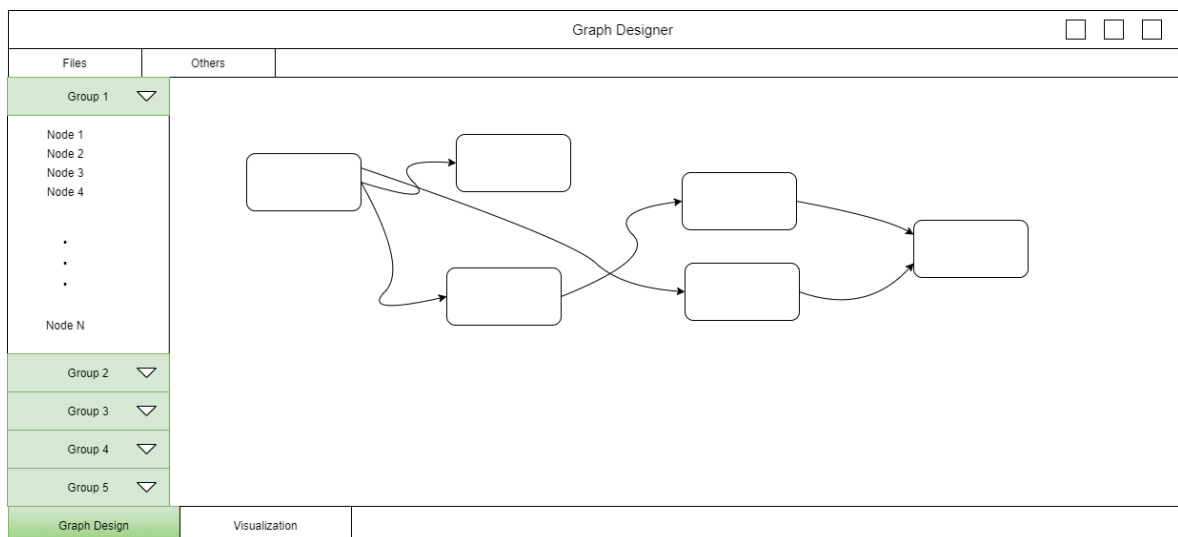 Graph Designer
Files
Others
Group 1
Node 1
Node 2
Node 3
Node 4
.
.
.
Node N
Group 2
Group 3
Group 4
Group 5
Graph Design
Visualization